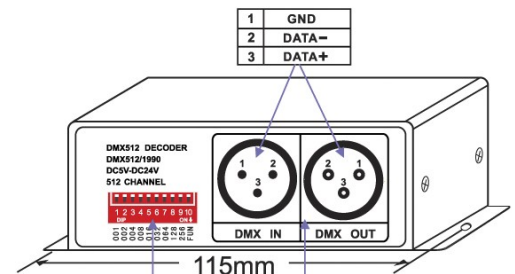 1 GND
2 DATA-
3 DATA+
DMX512 DECODER
DMX512/1990
DC5V-DC24V
512 CHANNEL
1 2 3 4 5 6 7 8 9 10
DIP ON
001 002 004 008 016 032 064 128 256 FUN
1 2 3
2 1 3
DMX IN
DMX OUT
115mm